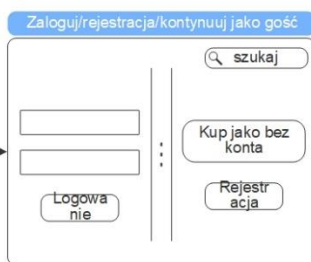 Zaloguj/rejestracja/kontynuuj jako gość
szukaj
Kup jako bez
konta
Logowa
nie
Rejestr
acja